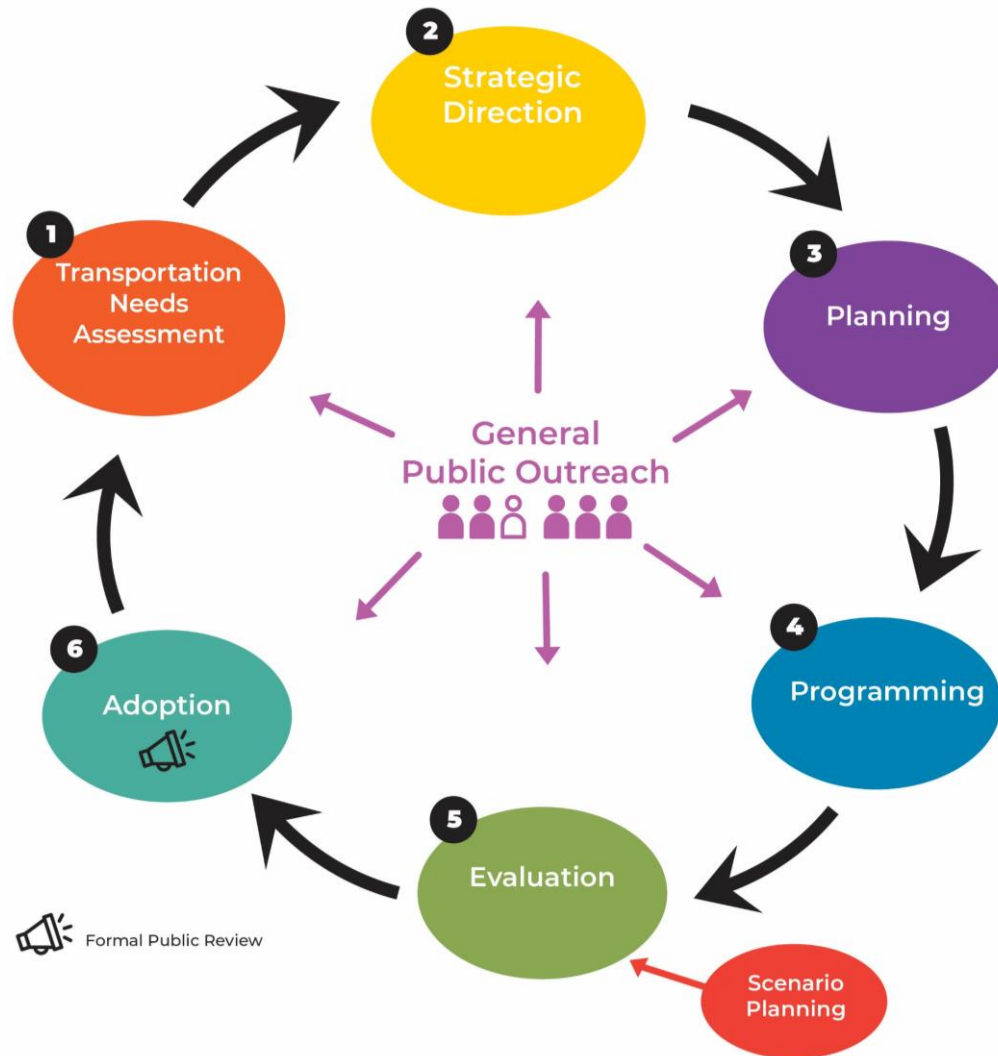 1
Transportation
Needs
Assessment
2
Strategic
Direction
3
Planning
4
Programming
5
Evaluation
6
Adoption
General
Public Outreach
Scenario
Planning
Formal Public Review